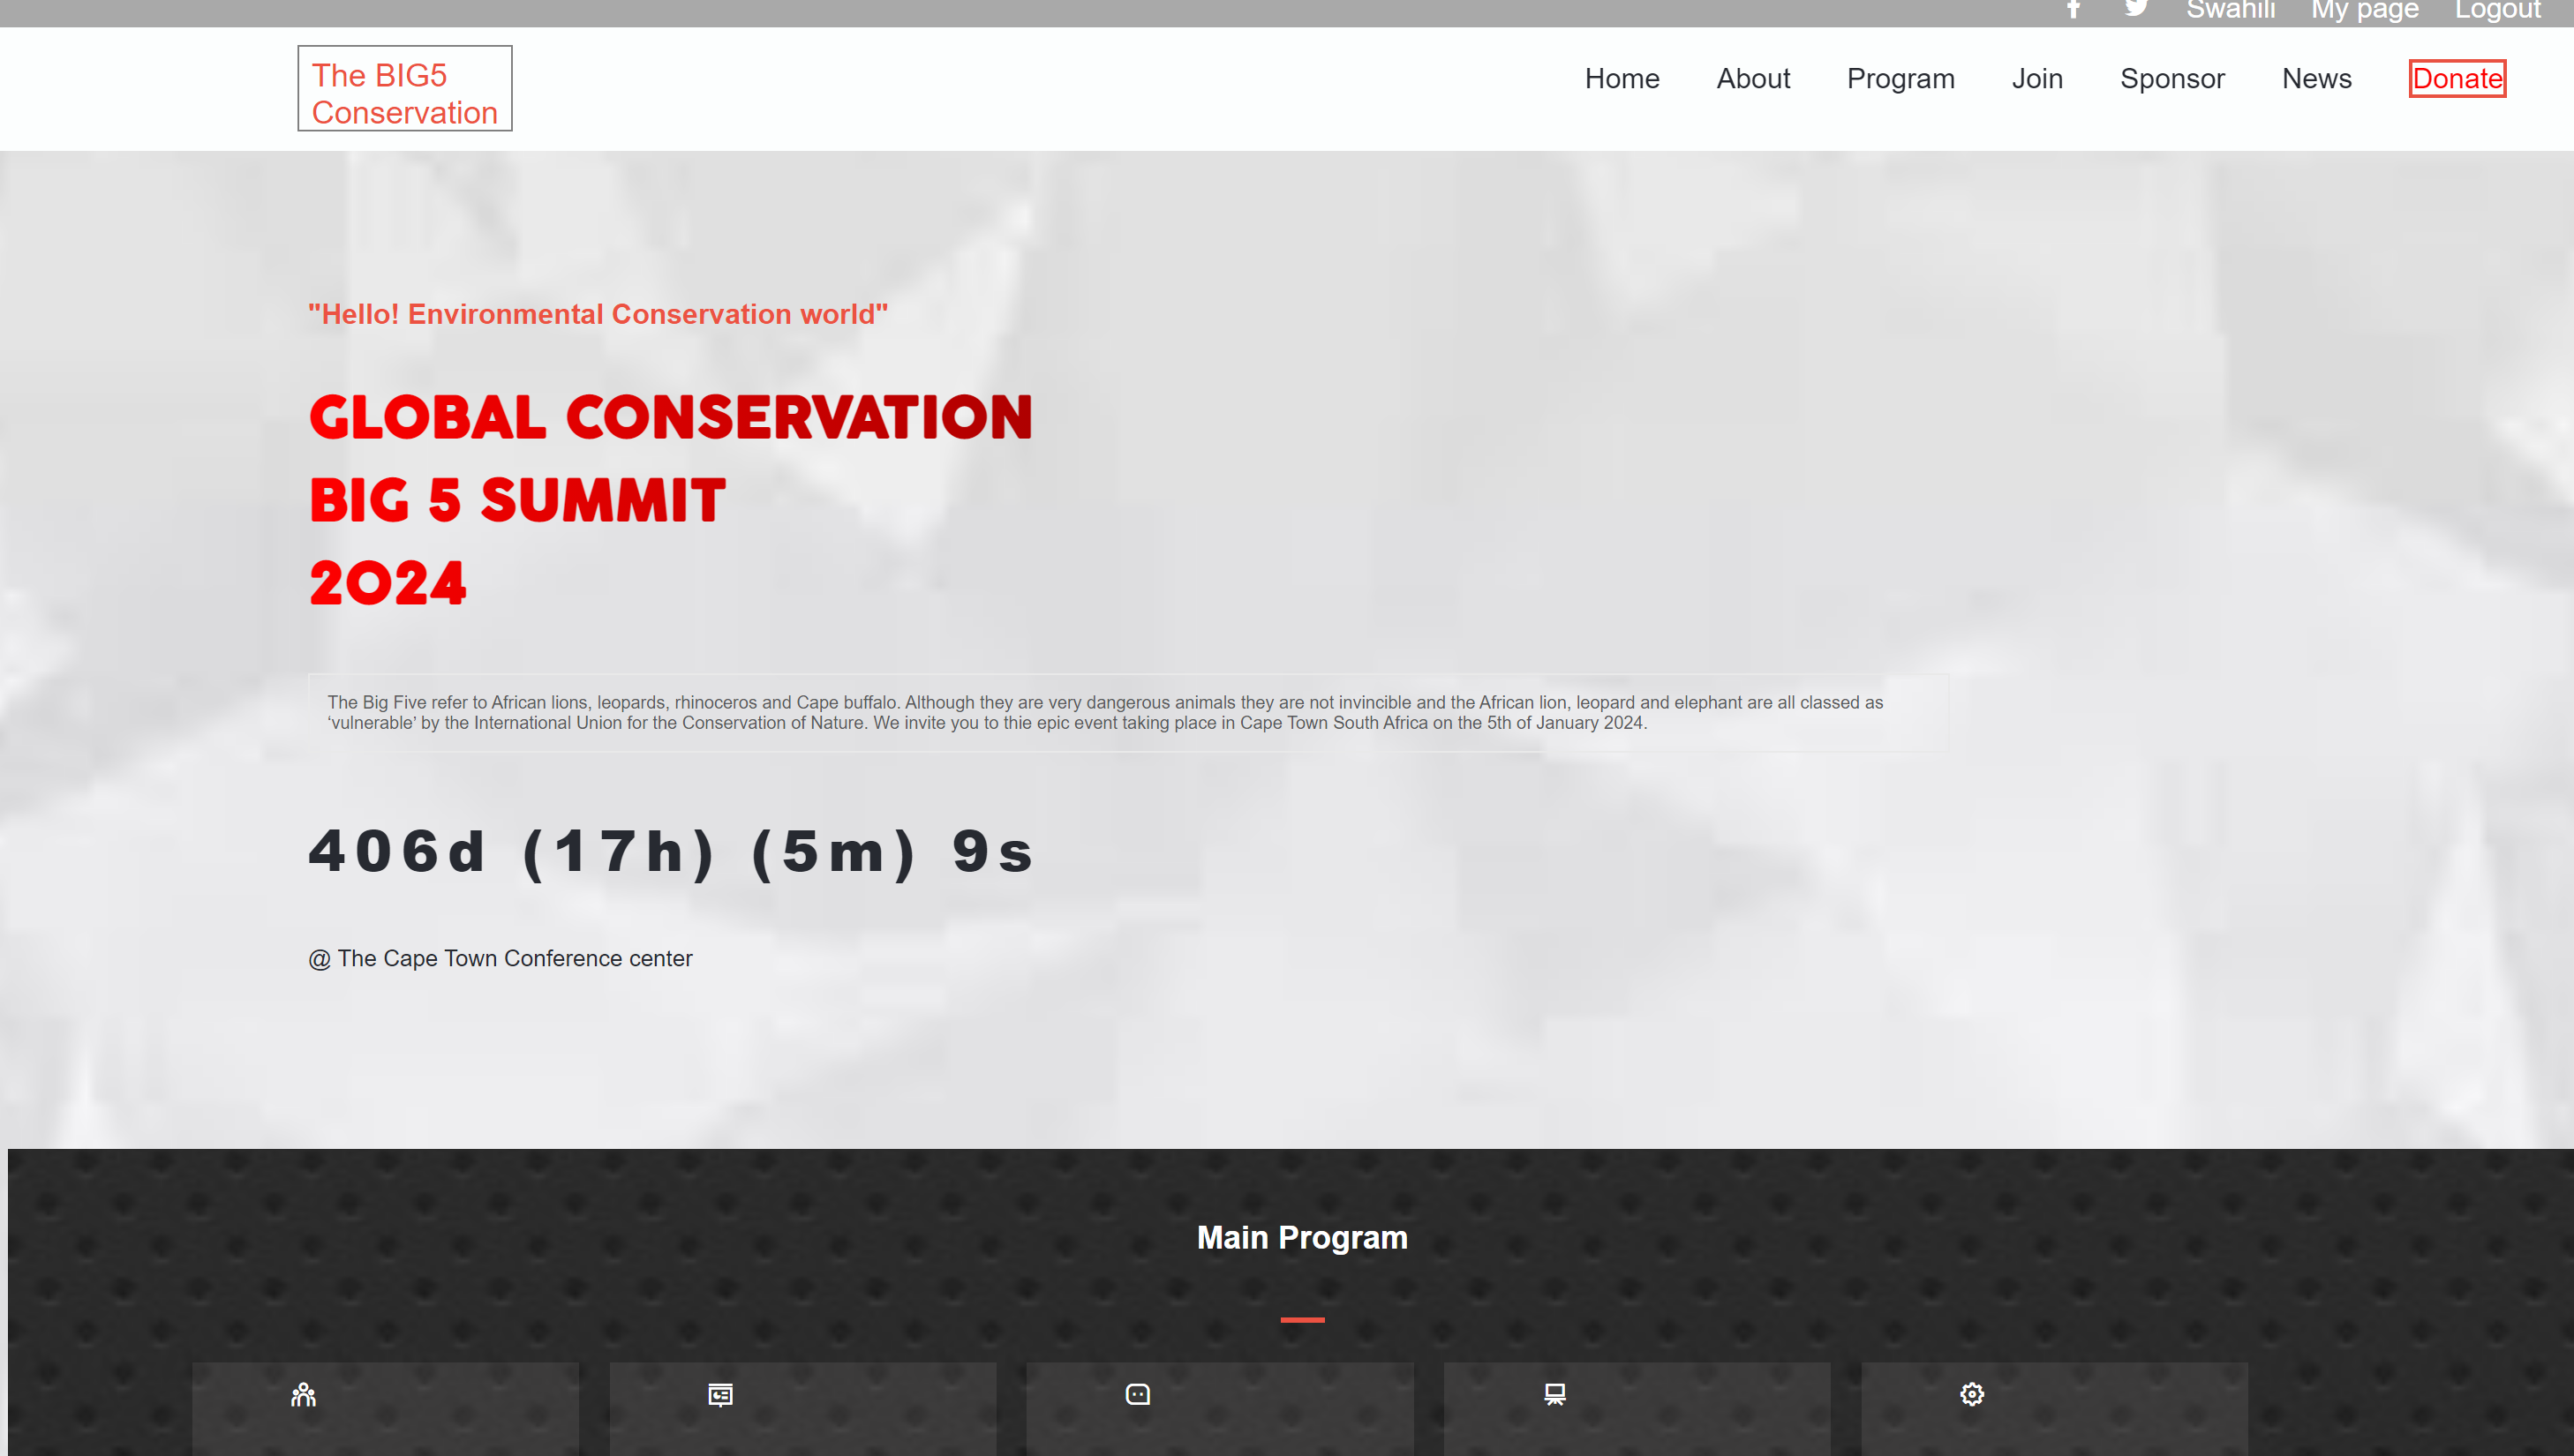 Swahili My page Logout
The BIG5
Conservation
Home About Program Join Sponsor News Donate
"Hello! Environmental Conservation world"
GLOBAL CONSERVATION
BIG 5 SUMMIT
2024
The Big Five refer to African lions, leopards, rhinoceros and Cape buffalo. Although they are very dangerous animals they are not invincible and the African lion, leopard and elephant are all classed as
‘vulnerable’ by the International Union for the Conservation of Nature. We invite you to thie epic event taking place in Cape Town South Africa on the 5th of January 2024.
406d (17h) (5m) 9s
@ The Cape Town Conference center
Main Program